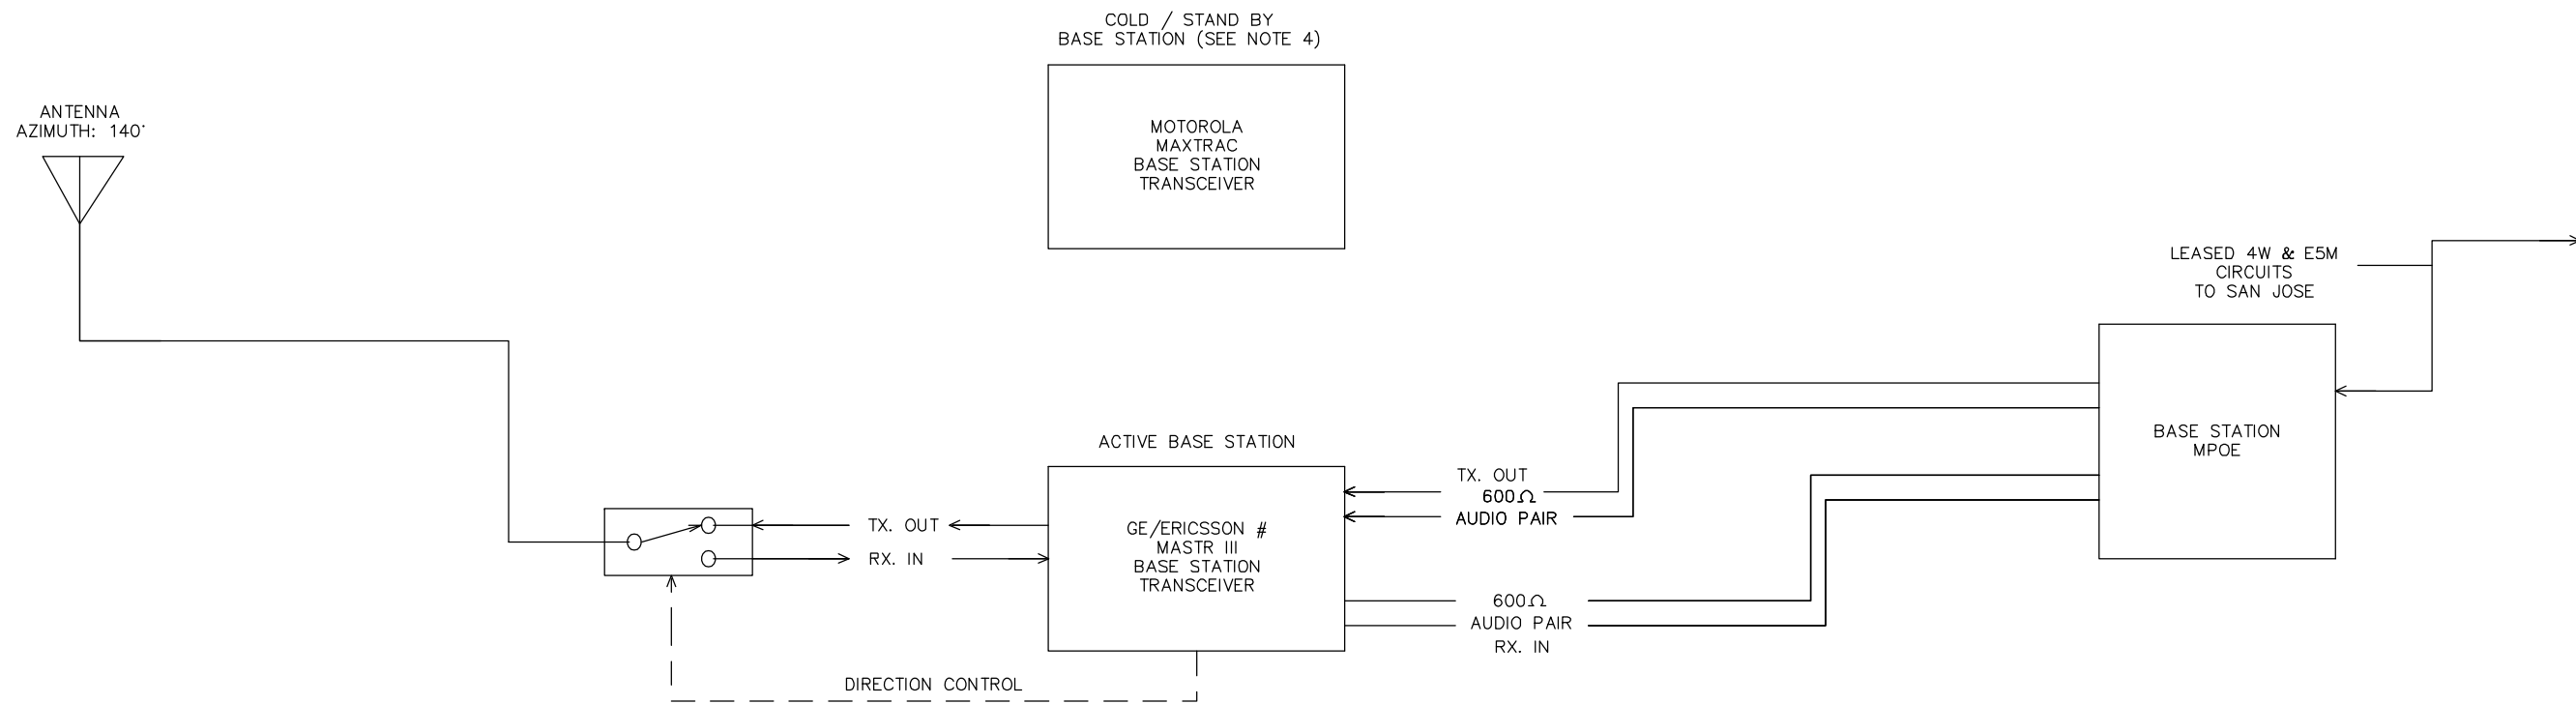 COLD / STAND BY
BASE STATION (SEE NOTE 4)
MOTOROLA
MAXTRAC
BASE STATION
TRANSCEIVER
ANTENNA
AZIMUTH: 140°
LEASED 4W & E5M
CIRCUITS
TO SAN JOSE
BASE STATION
MPOE
ACTIVE BASE STATION
GE/ERICSSON #
MASTR III
BASE STATION
TRANSCEIVER
TX. OUT
600Ω
AUDIO PAIR
TX. OUT
RX. IN
600Ω
AUDIO PAIR
RX. IN
DIRECTION CONTROL